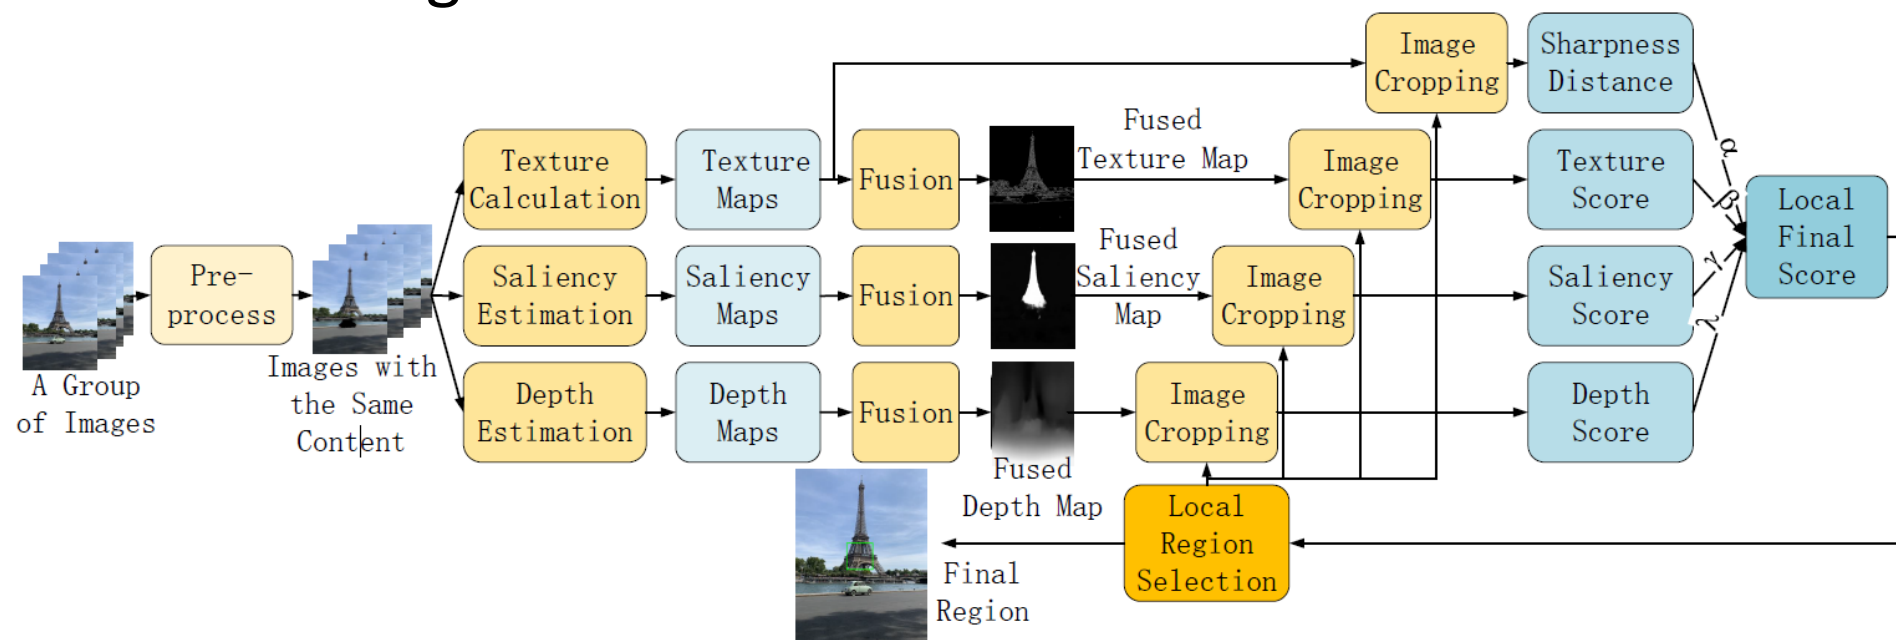 A Group
of Images
Pre-
process
Images with
the Same
Content
Texture
Calculation
Saliency
Estimation
Depth
Estimation
Texture
Maps
Saliency
Maps
Depth
Maps
Fusion
Fusion
Fusion
Fused
Texture Map
Fused
Saliency
Map
Fused
Depth Map
Image
Cropping
Image
Cropping
Image
Cropping
Image
Cropping
Sharpness
Distance
Texture
Score
Saliency
Score
Depth
Score
α
β
γ
λ
Local
Final
Score
Local
Region
Selection
Final
Region